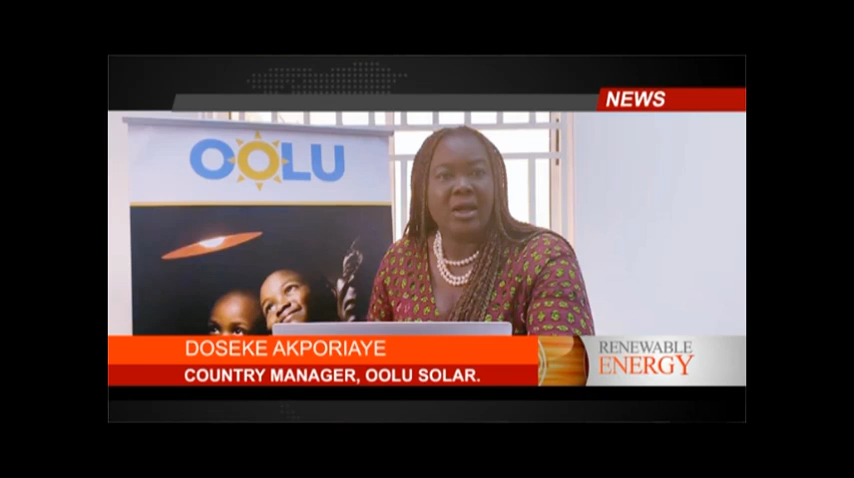 NEWS
OOLU
DOSEKE AKPORIAYE
COUNTRY MANAGER, OOLU SOLAR.
RENEWABLE
ENERGY